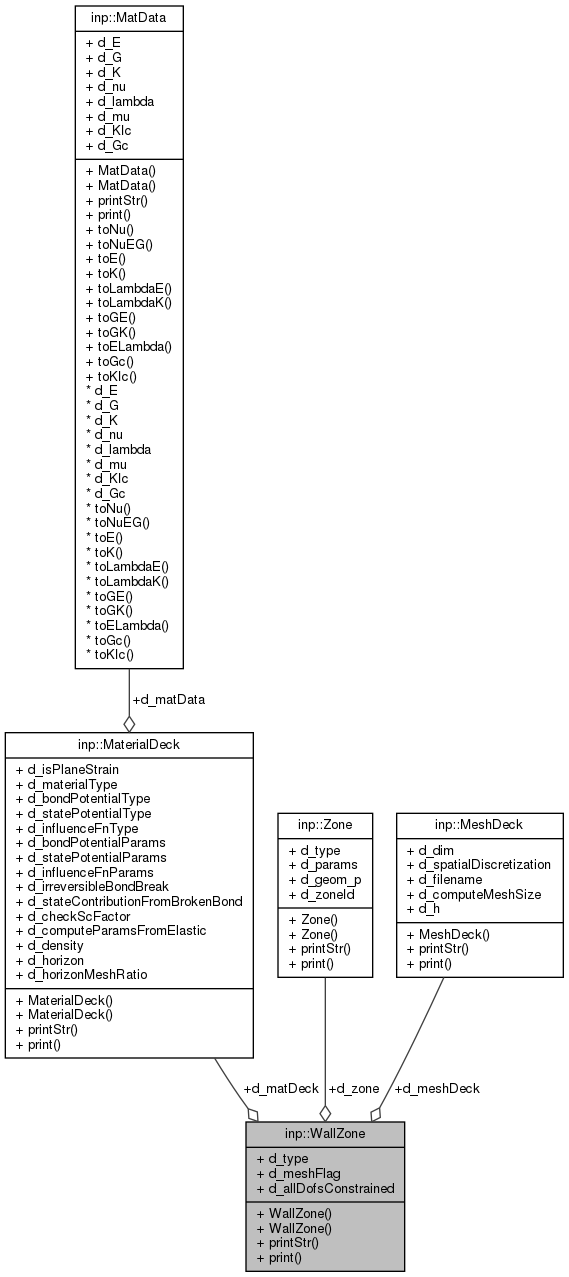 inp::MatData
+ d_E
+ d_G
+ d_K
+ d_nu
+ d_lambda
+ d_mu
+ d_KIc
+ d_Gc
+ MatData()
+ MatData()
+ printStr()
+ print()
+ toNu()
+ toNuEG()
+ toE()
+ toK()
+ toLambdaE()
+ toLambdaK()
+ toGE()
+ toGK()
+ toELambda()
+ toGc()
+ toKIc()
* d_E
* d_G
* d_K
* d_nu
* d_lambda
* d_mu
* d_KIc
* d_Gc
* toNu()
* toNuEG()
* toE()
* toK()
* toLambdaE()
* toLambdaK()
* toGE()
* toGK()
* toELambda()
* toGc()
* toKIc()
+d_matData
inp::MaterialDeck
+ d_isPlaneStrain
+ d_materialType
+ d_bondPotentialType
+ d_statePotentialType
+ d_influenceFnType
+ d_bondPotentialParams
+ d_statePotentialParams
+ d_influenceFnParams
+ d_irreversibleBondBreak
+ d_stateContributionFromBrokenBond
+ d_checkScFactor
+ d_computeParamsFromElastic
+ d_density
+ d_horizon
+ d_horizonMeshRatio
+ MaterialDeck()
+ MaterialDeck()
+ printStr()
+ print()
inp::Zone
+ d_type
+ d_params
+ d_geom_p
+ d_zoneId
+ Zone()
+ Zone()
+ printStr()
+ print()
inp::MeshDeck
+ d_dim
+ d_spatialDiscretization
+ d_filename
+ d_computeMeshSize
+ d_h
+ MeshDeck()
+ printStr()
+ print()
+d_matDeck
+d_zone
+d_meshDeck
inp::WallZone
+ d_type
+ d_meshFlag
+ d_allDofsConstrained
+ WallZone()
+ WallZone()
+ printStr()
+ print()